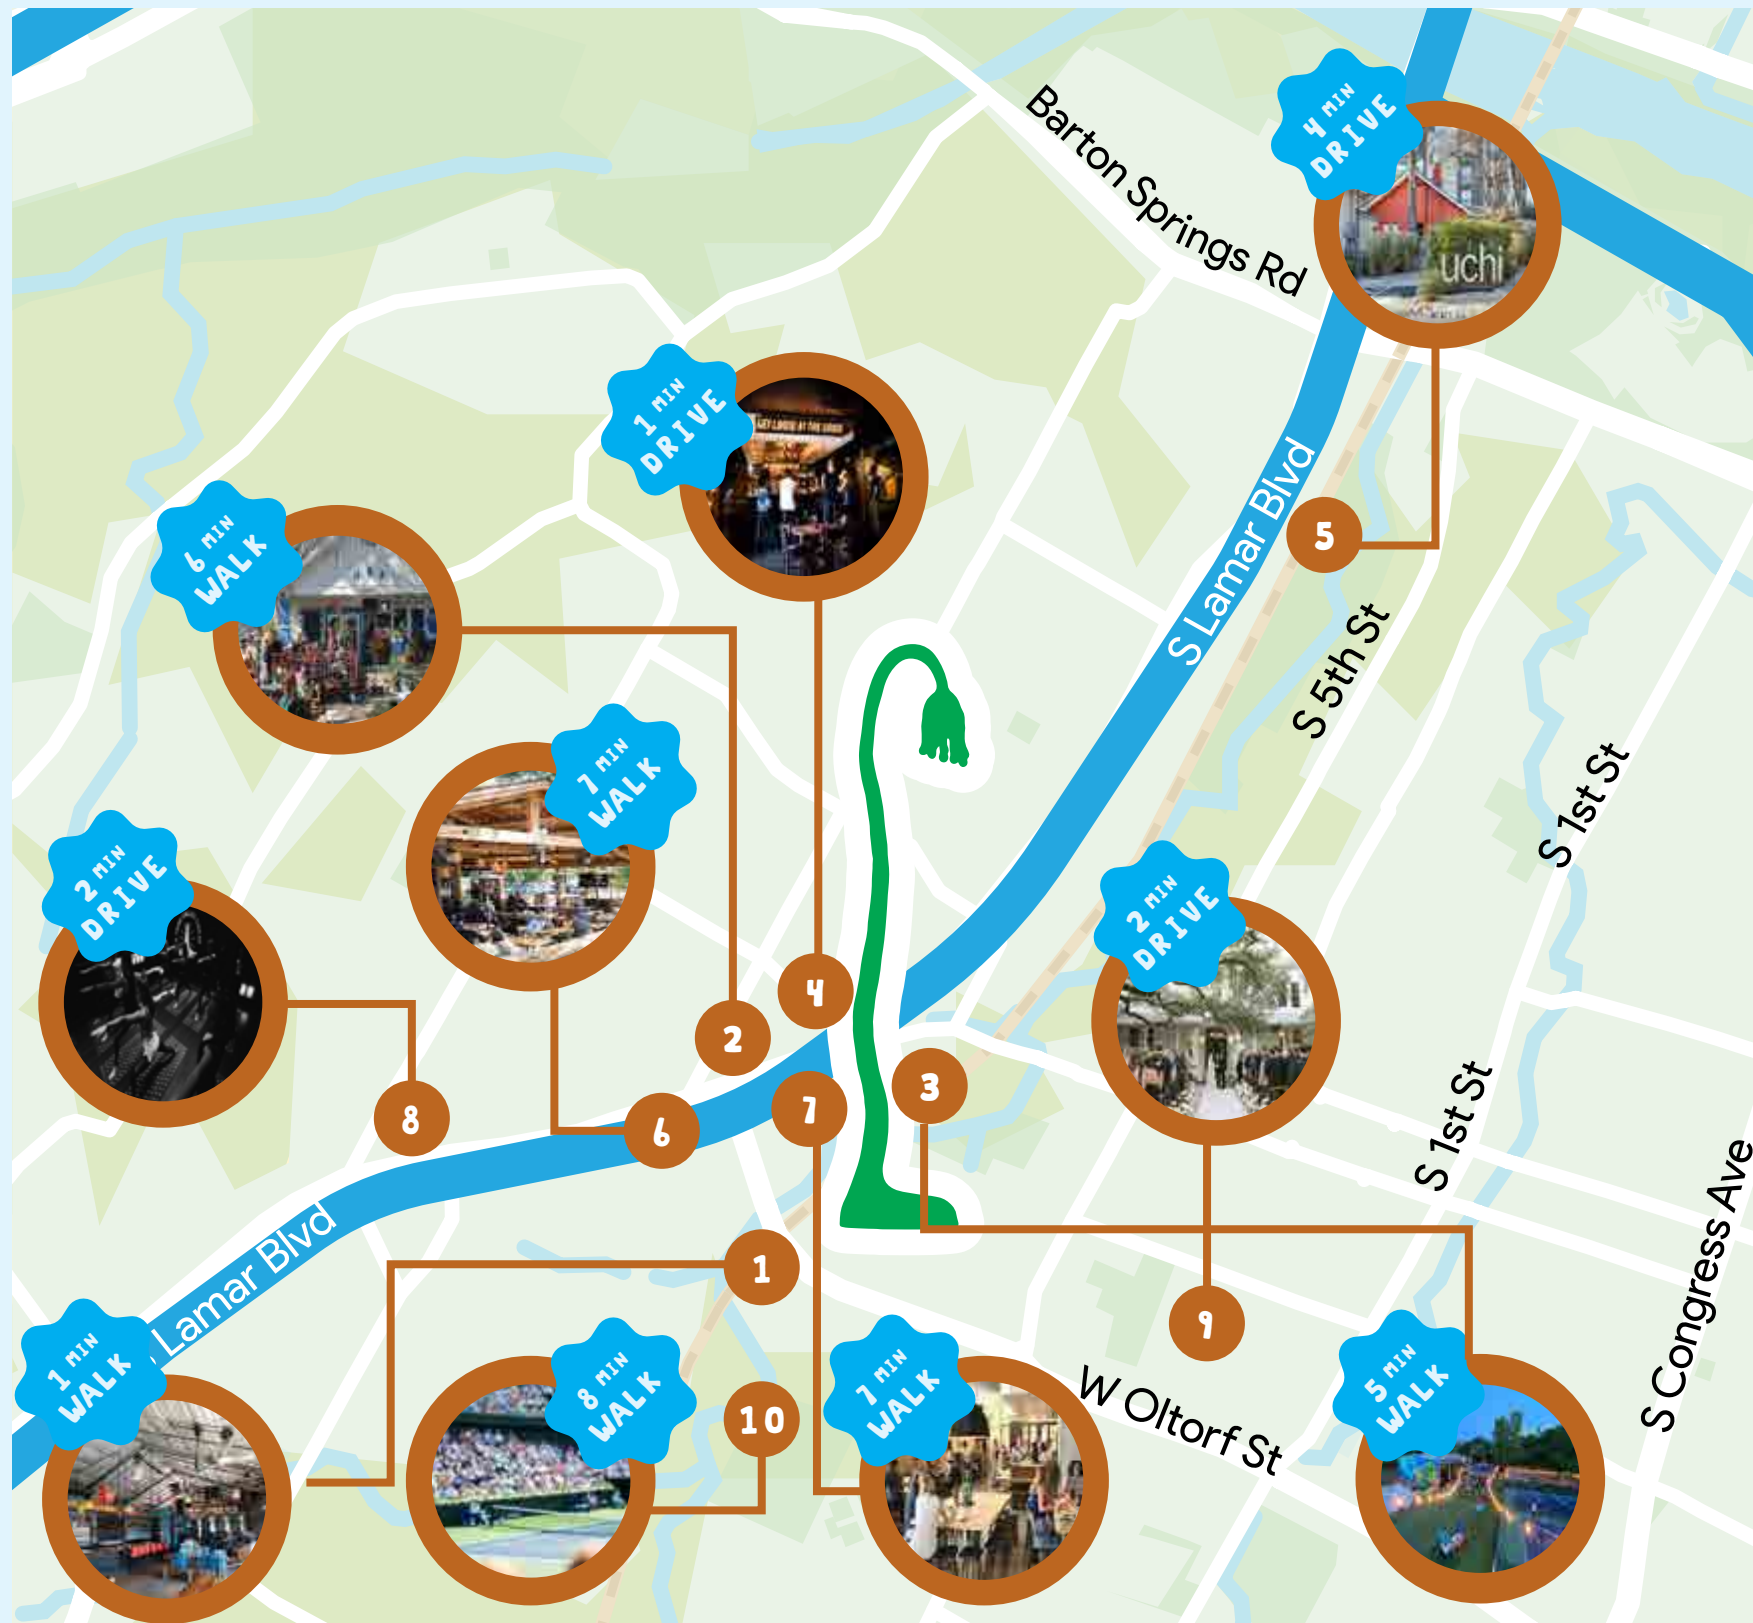 Barton Springs Rd
4 MIN
DRIVE
uchi
1 MIN
DRIVE
S Lamar Blvd
5
6 MIN
WALK
S 5th St
7 MIN
WALK
S 1st St
2 MIN
DRIVE
2 MIN
DRIVE
4
2
3
8
7
6
S 1st St
S Congress Ave
Lamar Blvd
1
9
1 MIN
WALK
8 MIN
WALK
10
7 MIN
WALK
W Oltorf St
5 MIN
WALK